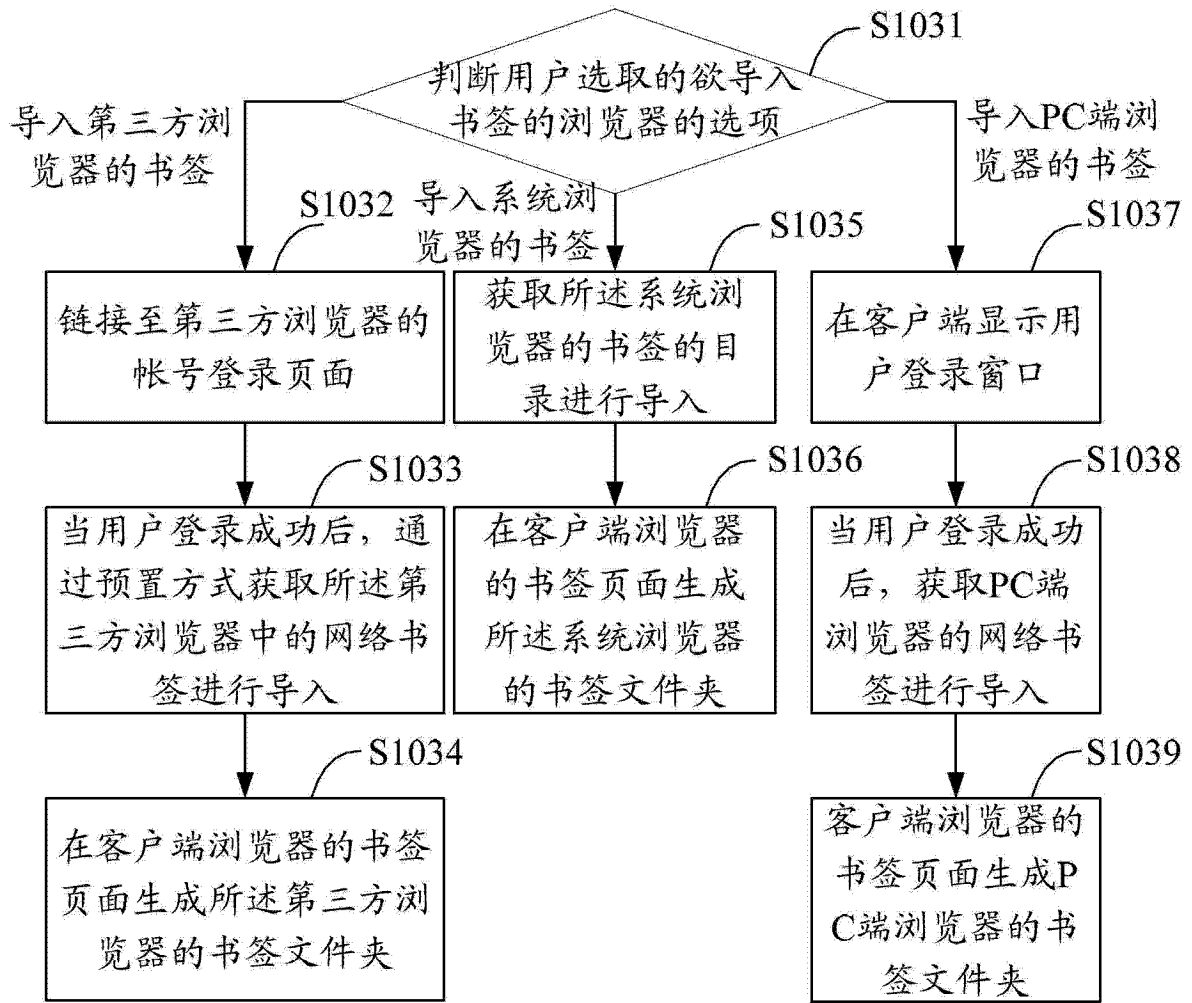 S1031
判断用户选取的欲导入
书签的浏览器的选项
导入第三方浏
览器的书签
导入系统浏
览器的书签
导入PC端浏
览器的书签
S1032
链接至第三方浏览器的
帐号登录页面
S1035
获取所述系统浏
览器的书签的目
录进行导入
S1037
在客户端显示用
户登录窗口
S1033
当用户登录成功后，通
过预置方式获取所述第
三方浏览器中的网络书
签进行导入
S1036
在客户端浏览器
的书签页面生成
所述系统浏览器
的书签文件夹
S1038
当用户登录成功
后，获取PC端
浏览器的网络书
签进行导入
S1034
在客户端浏览器的书签
页面生成所述第三方浏
览器的书签文件夹
S1039
客户端浏览器的
书签页面生成P
C端浏览器的书
签文件夹